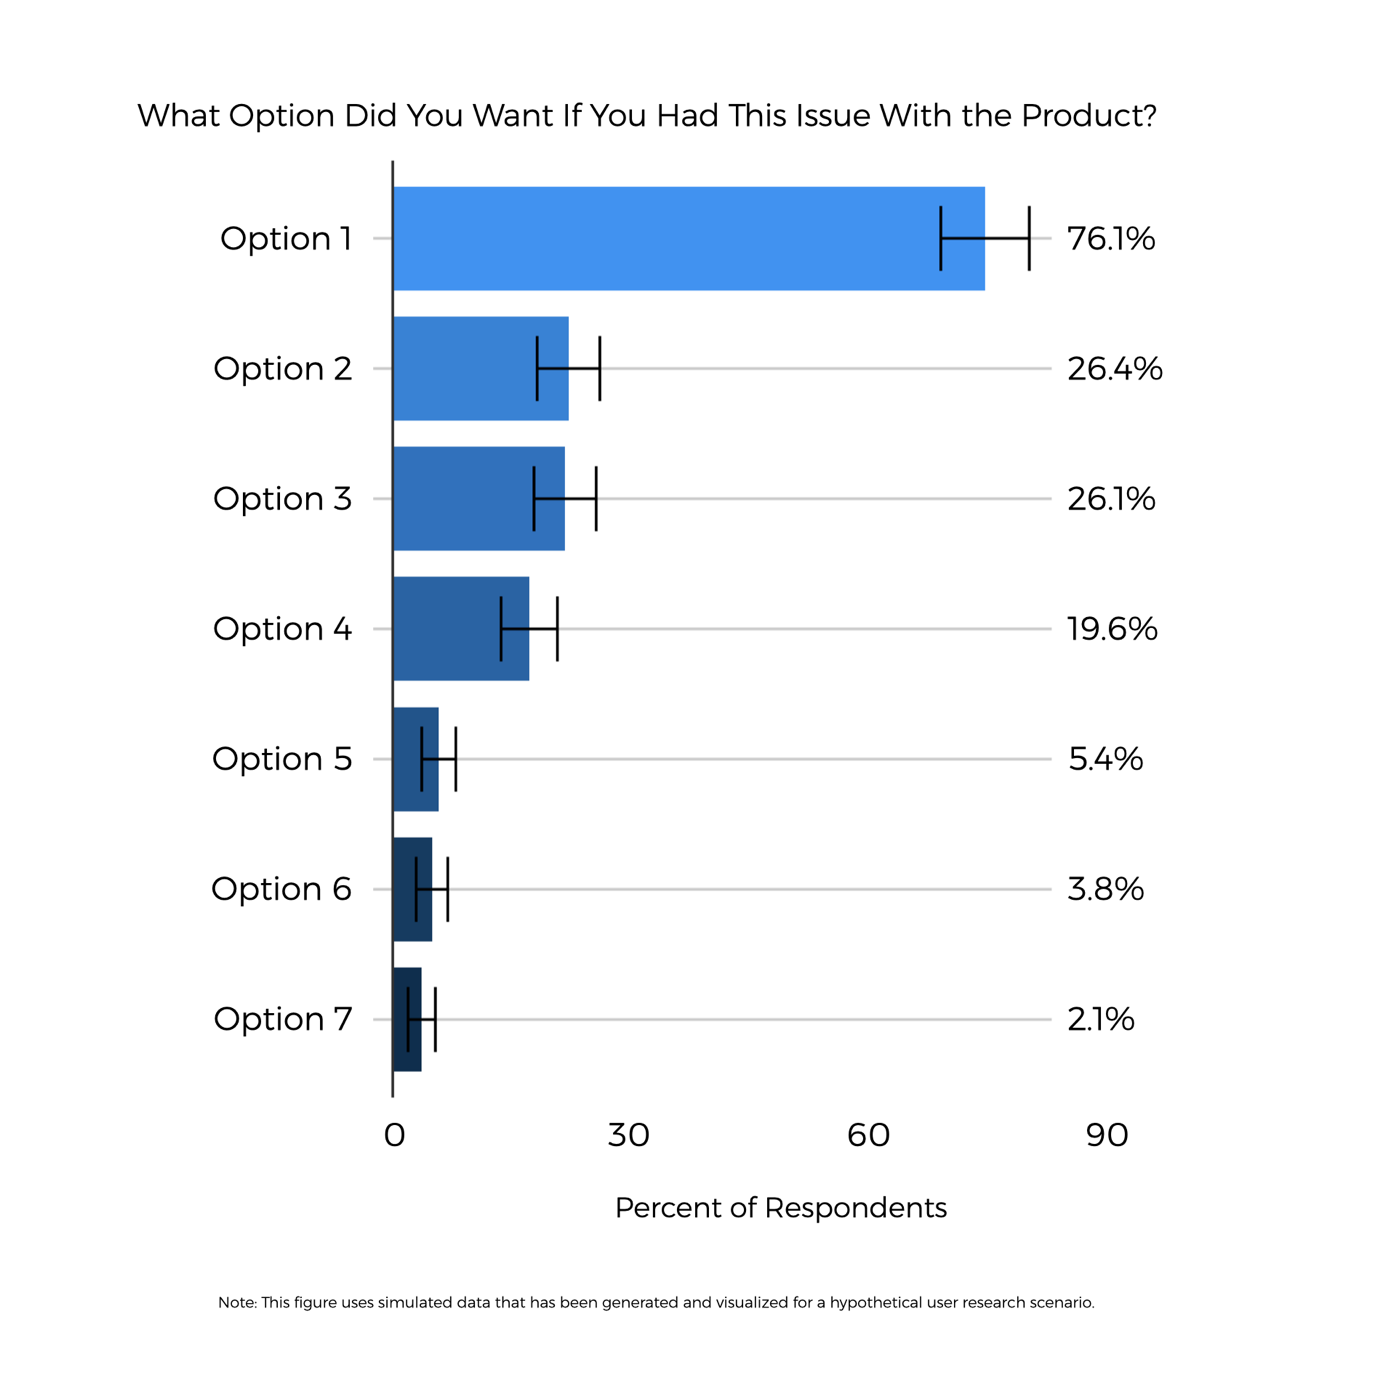 What Option Did You Want If You Had This Issue With the Product?
Option 1 76.1%
Option 2 26.4%
Option 3 26.1%
Option 4 19.6%
Option 5 5.4%
Option 6 3.8%
Option 7 2.1%
0 30 60 90
Percent of Respondents
Note: This figure uses simulated data that has been generated and visualized for a hypothetical user research scenario.